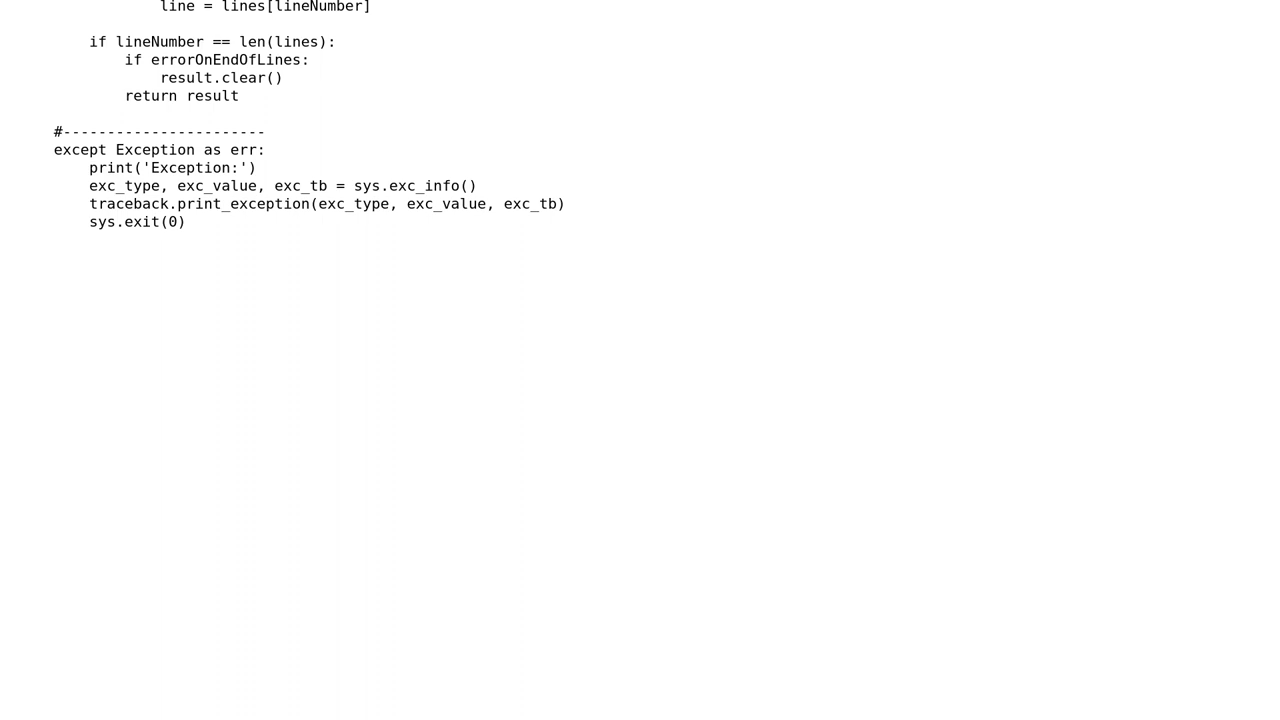 line = lines[lineNumber]

    if lineNumber == len(lines):
        if errorOnEndOfLines:
            result.clear()
        return result

#-----------------------
except Exception as err:
    print('Exception:')
    exc_type, exc_value, exc_tb = sys.exc_info()
    traceback.print_exception(exc_type, exc_value, exc_tb)
    sys.exit(0)